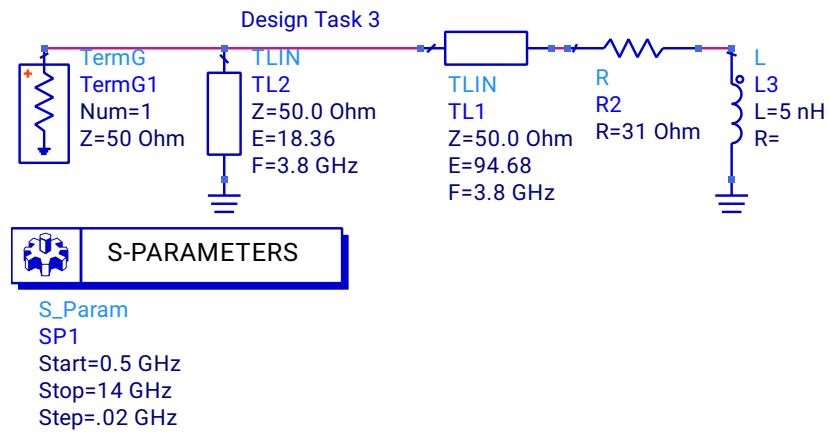 Design Task 3
TermG
TermG1
Num=1
Z=50 Ohm
TLIN
TL2
Z=50.0 Ohm
E=18.36
F=3.8 GHz
TLIN
TL1
Z=50.0 Ohm
E=94.68
F=3.8 GHz
R
R2
R=31 Ohm
L
L3
L=5 nH
R=
S-PARAMETERS
S_Param
SP1
Start=0.5 GHz
Stop=14 GHz
Step=.02 GHz